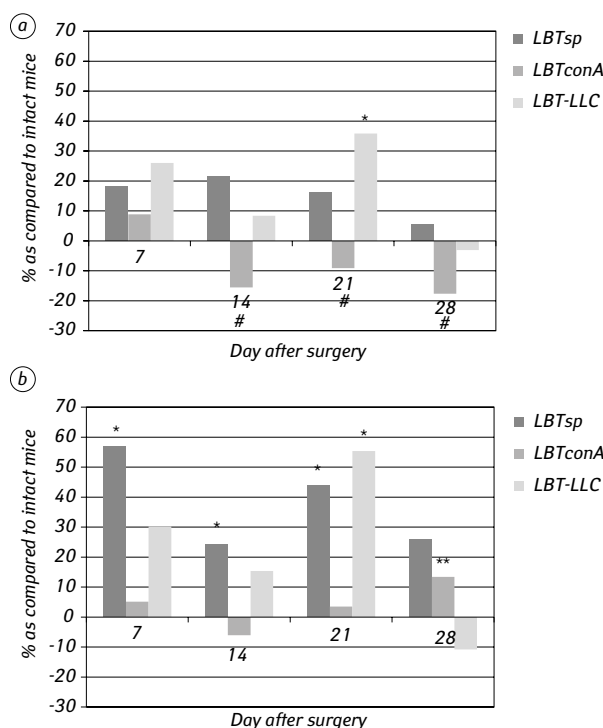 a
LBTsp
LBTconA
LBT-LLC
% as compared to intact mice
70
60
50
40
30
20
10
0
-10
-20
-30
*
7 14 21 28
# # #
Day after surgery
b
LBTsp
LBTconA
LBT-LLC
% as compared to intact mice
70
60
50
40
30
20
10
0
-10
-20
-30
* * * * **
7 14 21 28
Day after surgery